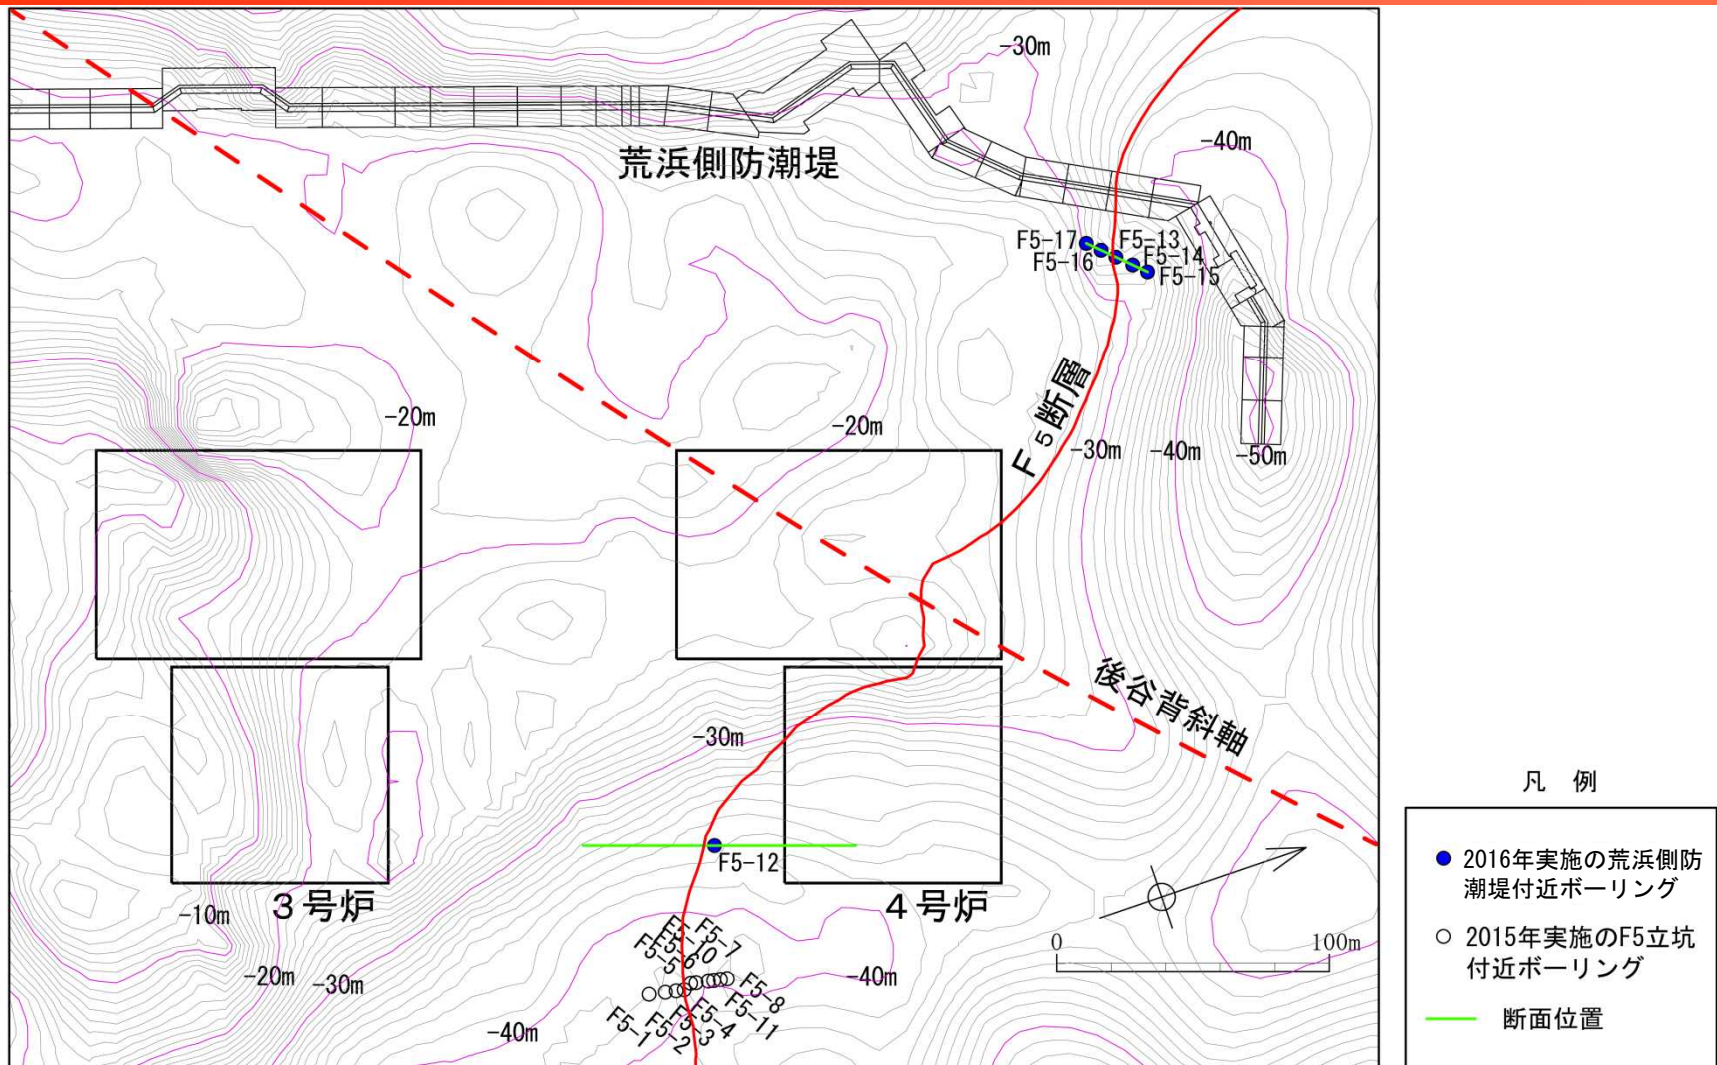 -30m
-40m
荒浜側防潮堤
F5-17
F5-13
F5-16
F5-14
F5-15
F5断層
-20m
-20m
-30m
-40m
-50m
後谷背斜軸
-30m
F5-12
3号炉
4号炉
-10m
-20m
-30m
-40m
-40m
F5-7
F5-10
F5-6
F5-5
F5-8
F5-11
F5-4
F5-3
F5-2
F5-1
0
100m
凡 例
2016年実施の荒浜側防
潮堤付近ボーリング
2015年実施のF5立坑
付近ボーリング
断面位置